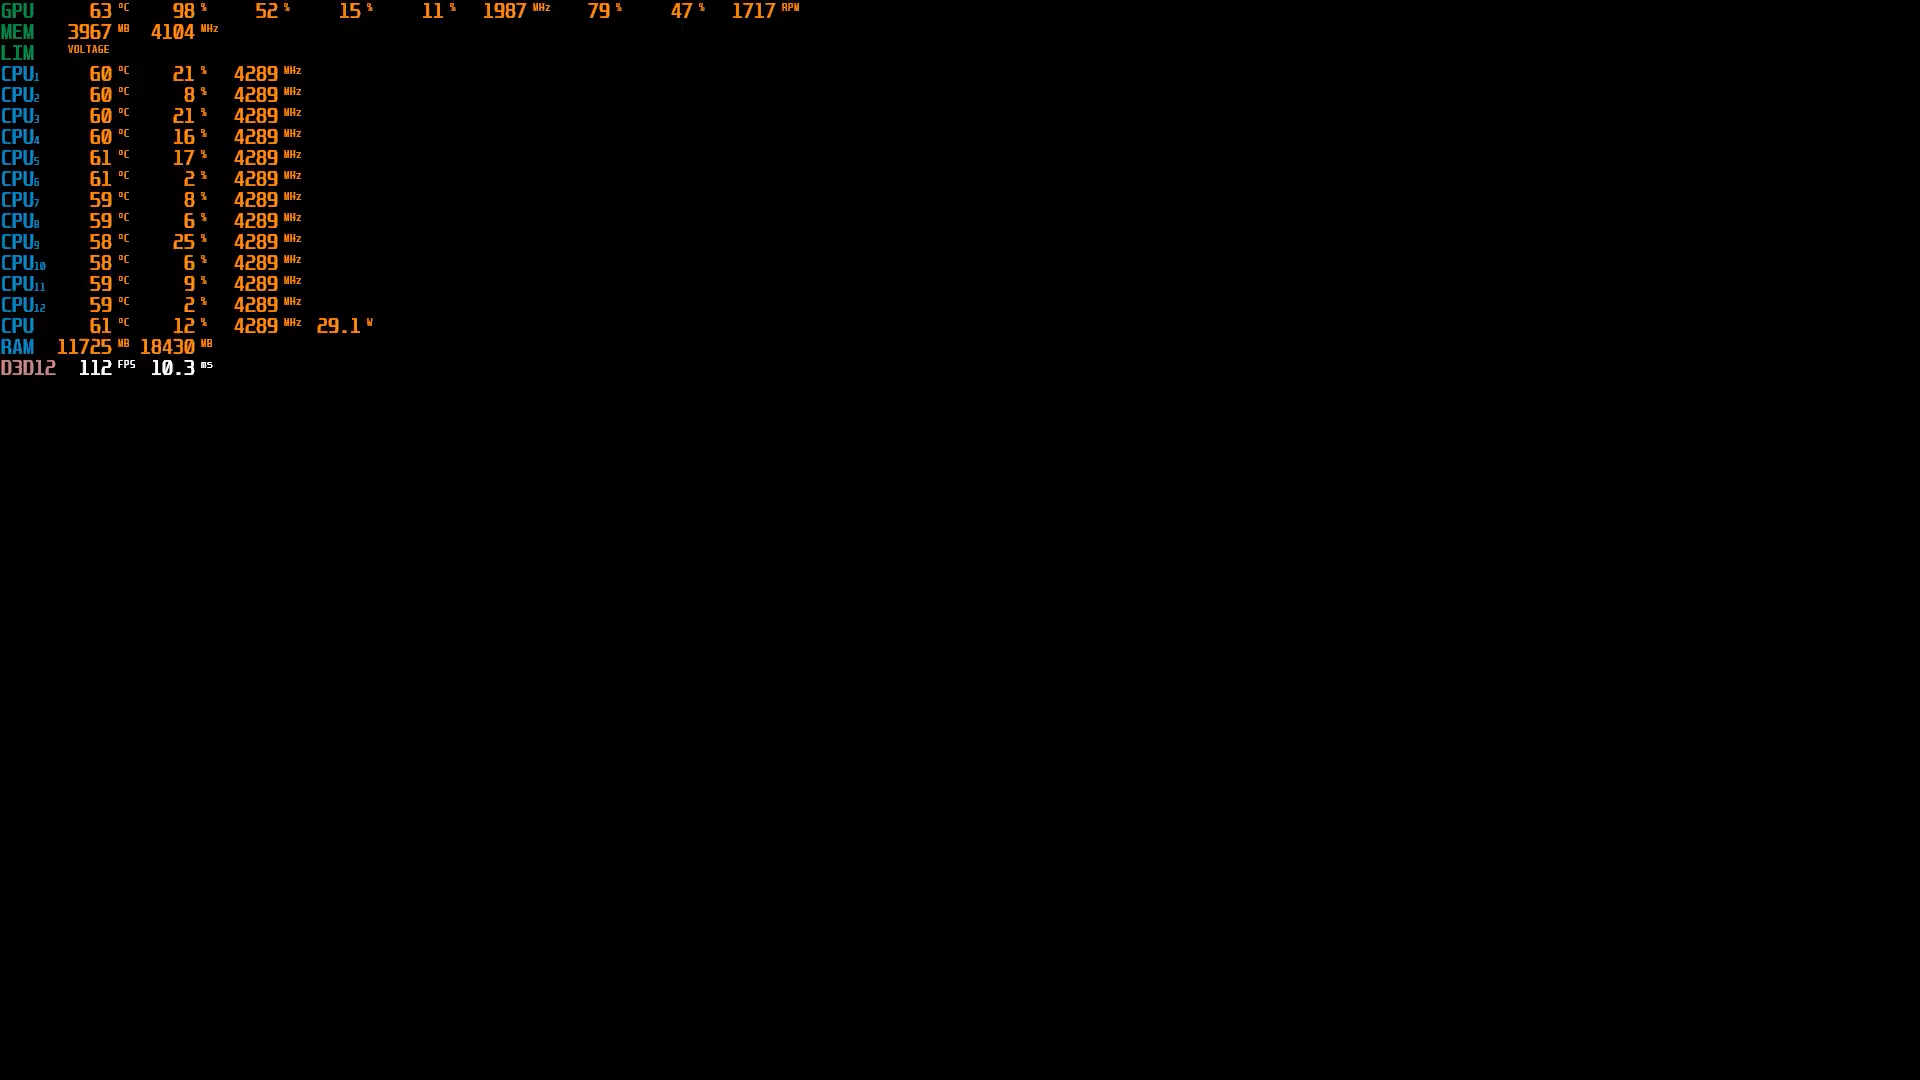 GPU 63 °C 98 % 52 % 15 % 11 % 1987 MHz 79 % 47 % 1717 RPM
MEM 3967 MB 4104 MHz
LIM VOLTAGE
CPU1 60 °C 21 % 4289 MHz
CPU2 60 °C 8 % 4289 MHz
CPU3 60 °C 21 % 4289 MHz
CPU4 60 °C 16 % 4289 MHz
CPU5 61 °C 17 % 4289 MHz
CPU6 61 °C 2 % 4289 MHz
CPU7 59 °C 8 % 4289 MHz
CPU8 59 °C 6 % 4289 MHz
CPU9 58 °C 25 % 4289 MHz
CPU10 58 °C 6 % 4289 MHz
CPU11 59 °C 9 % 4289 MHz
CPU12 59 °C 2 % 4289 MHz
CPU 61 °C 12 % 4289 MHz 29.1 W
RAM 11725 MB 18430 MB
D3D12 112 FPS 10.3 ms